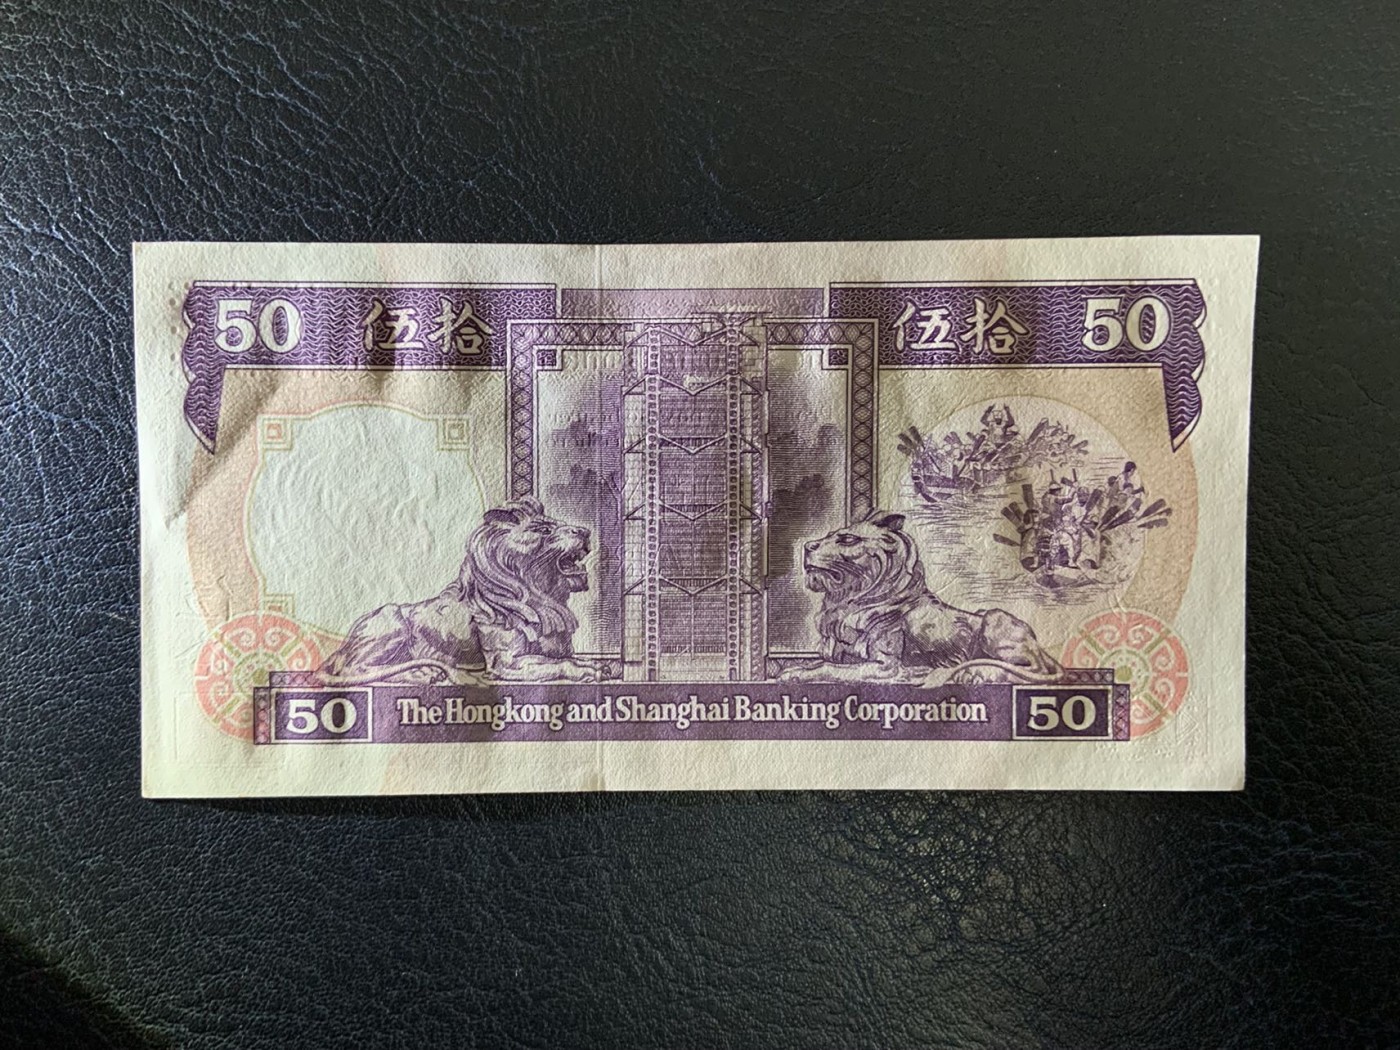 50 伍拾 伍拾 50
50 The Hongkong and Shanghai Banking Corporation 50